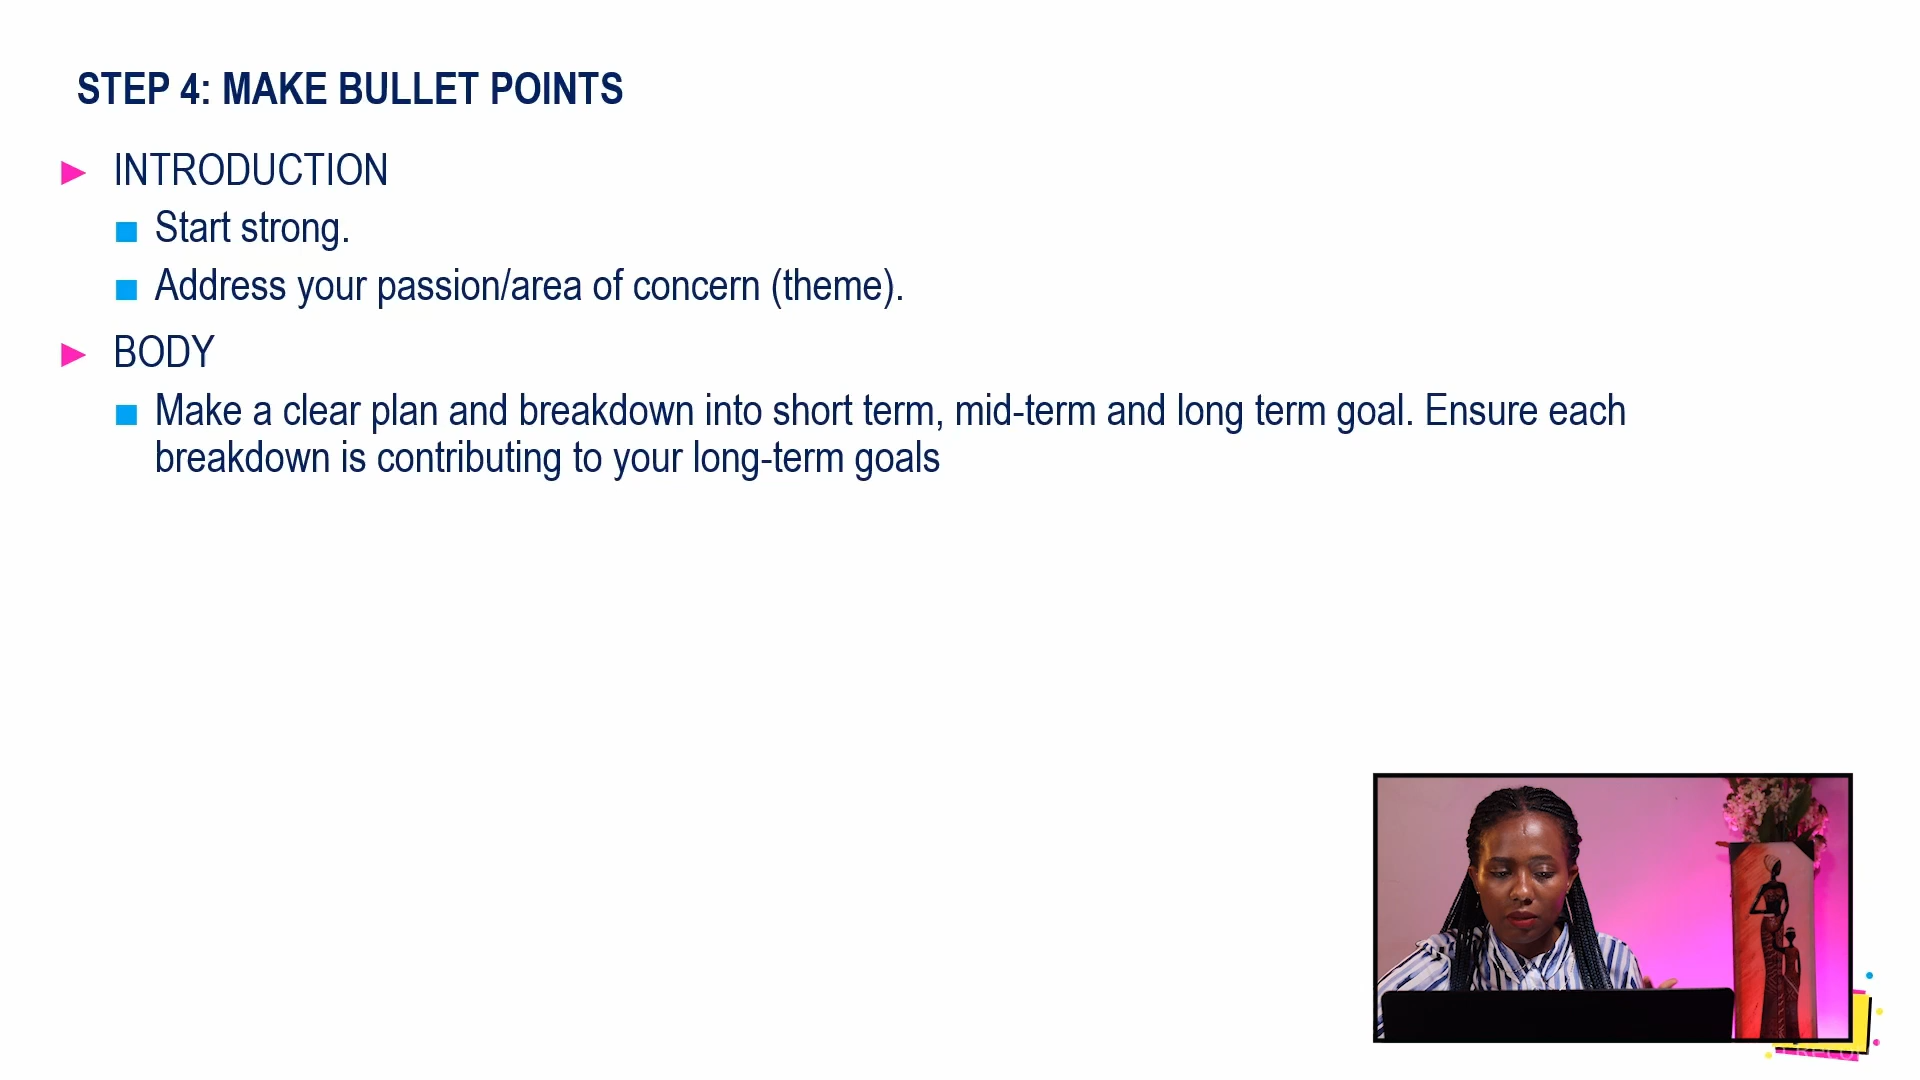 STEP 4: MAKE BULLET POINTS
► INTRODUCTION
■ Start strong.
■ Address your passion/area of concern (theme).
► BODY
■ Make a clear plan and breakdown into short term, mid-term and long term goal. Ensure each
breakdown is contributing to your long-term goals